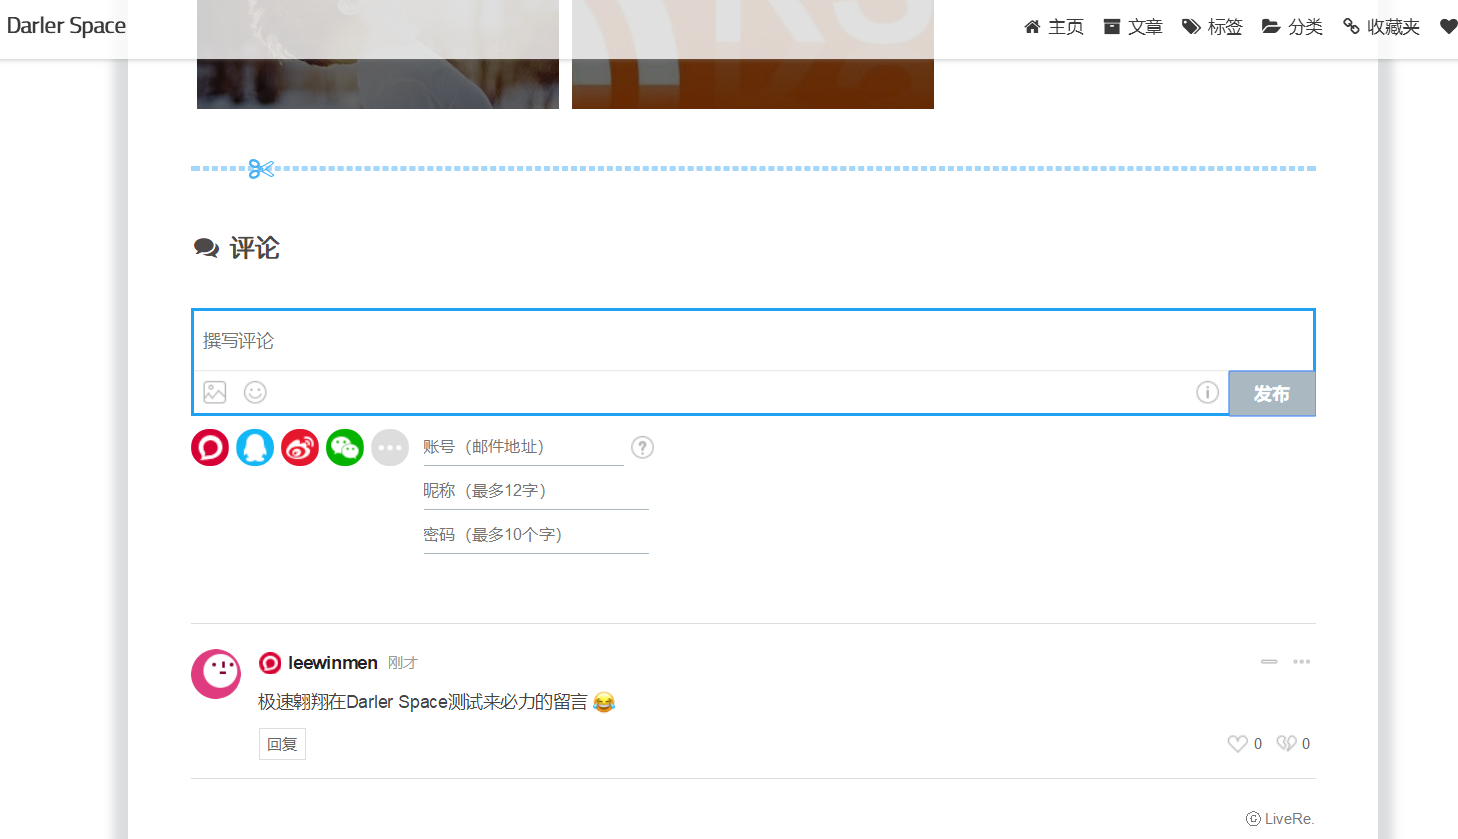 Darler Space 主页 文章 标签 分类 收藏夹
评论
撰写评论
发布
账号（邮件地址）
昵称（最多12字）
密码（最多10个字）
leewinmen 刚才
极速翱翔在Darler Space测试来必力的留言 😂
回复 0 0
LiveRe.